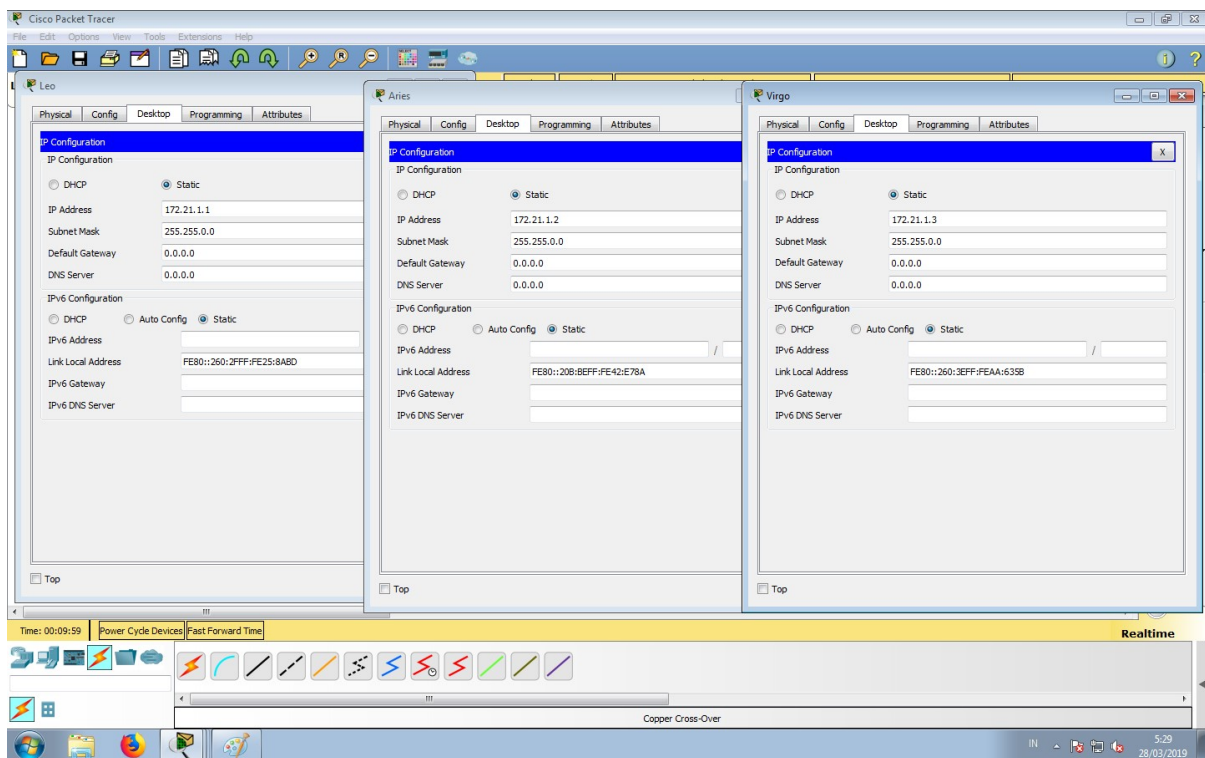 Cisco Packet Tracer
File Edit Options View Tools Extensions Help
Leo
Physical Config Desktop Programming Attributes
IP Configuration
IP Configuration
DHCP Static
IP Address 172.21.1.1
Subnet Mask 255.255.0.0
Default Gateway 0.0.0.0
DNS Server 0.0.0.0
IPv6 Configuration
DHCP Auto Config Static
IPv6 Address
Link Local Address FE80::260:2FFF:FE25:8ABD
IPv6 Gateway
IPv6 DNS Server
Top
Aries
Physical Config Desktop Programming Attributes
IP Configuration
IP Configuration
DHCP Static
IP Address 172.21.1.2
Subnet Mask 255.255.0.0
Default Gateway 0.0.0.0
DNS Server 0.0.0.0
IPv6 Configuration
DHCP Auto Config Static
IPv6 Address /
Link Local Address FE80::20B:BEFF:FE42:E78A
IPv6 Gateway
IPv6 DNS Server
Top
Virgo
Physical Config Desktop Programming Attributes
IP Configuration X
IP Configuration
DHCP Static
IP Address 172.21.1.3
Subnet Mask 255.255.0.0
Default Gateway 0.0.0.0
DNS Server 0.0.0.0
IPv6 Configuration
DHCP Auto Config Static
IPv6 Address /
Link Local Address FE80::260:3EFF:FEAA:635B
IPv6 Gateway
IPv6 DNS Server
Top
Time: 00:09:59 Power Cycle Devices Fast Forward Time Realtime
Copper Cross-Over
IN 5:29
28/03/2019